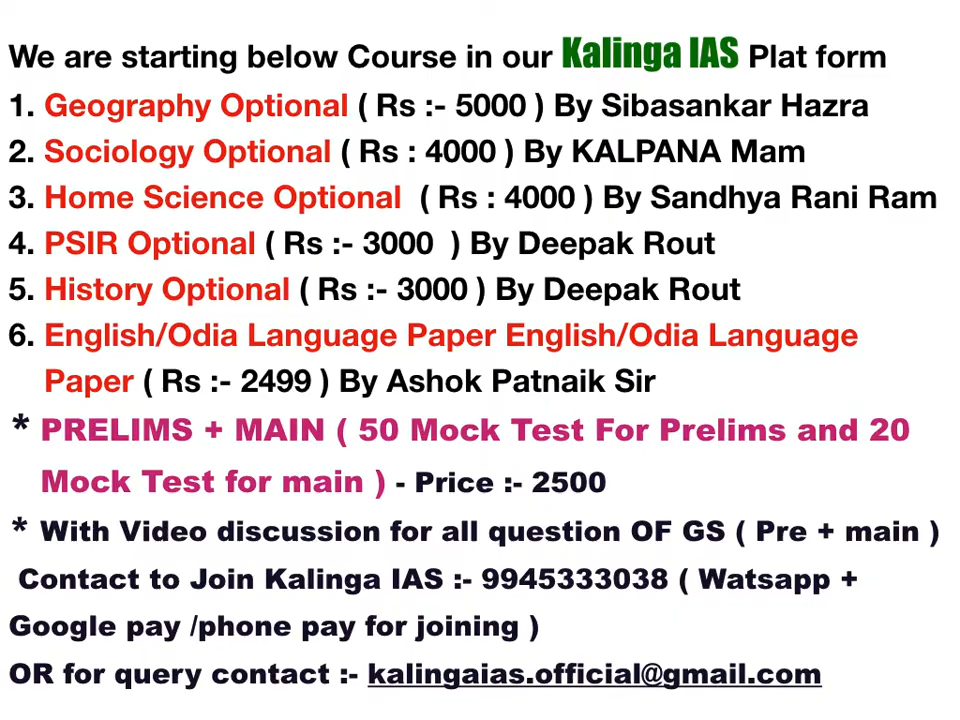 We are starting below Course in our Kalinga IAS Plat form
1. Geography Optional ( Rs :- 5000 ) By Sibasankar Hazra
2. Sociology Optional ( Rs : 4000 ) By KALPANA Mam
3. Home Science Optional ( Rs : 4000 ) By Sandhya Rani Ram
4. PSIR Optional ( Rs :- 3000 ) By Deepak Rout
5. History Optional ( Rs :- 3000 ) By Deepak Rout
6. English/Odia Language Paper English/Odia Language
Paper ( Rs :- 2499 ) By Ashok Patnaik Sir
* PRELIMS + MAIN ( 50 Mock Test For Prelims and 20
Mock Test for main ) - Price :- 2500
* With Video discussion for all question OF GS ( Pre + main )
Contact to Join Kalinga IAS :- 9945333038 ( Watsapp +
Google pay /phone pay for joining )
OR for query contact :- kalingaias.official@gmail.com